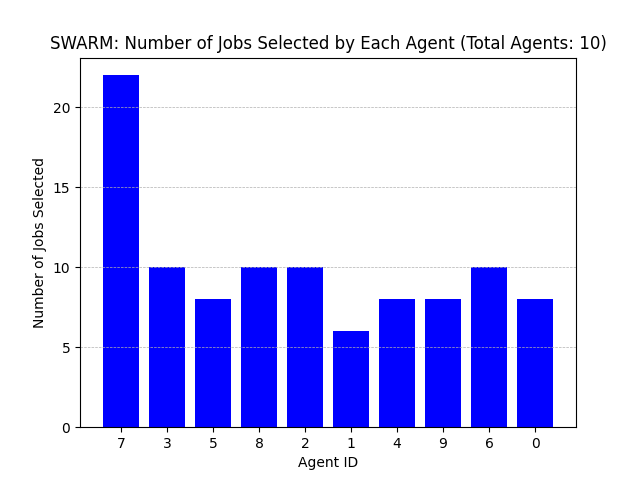 SWARM: Number of Jobs Selected by Each Agent (Total Agents: 10)
Number of Jobs Selected
20
15
10
5
0
7 3 5 8 2 1 4 9 6 0
Agent ID